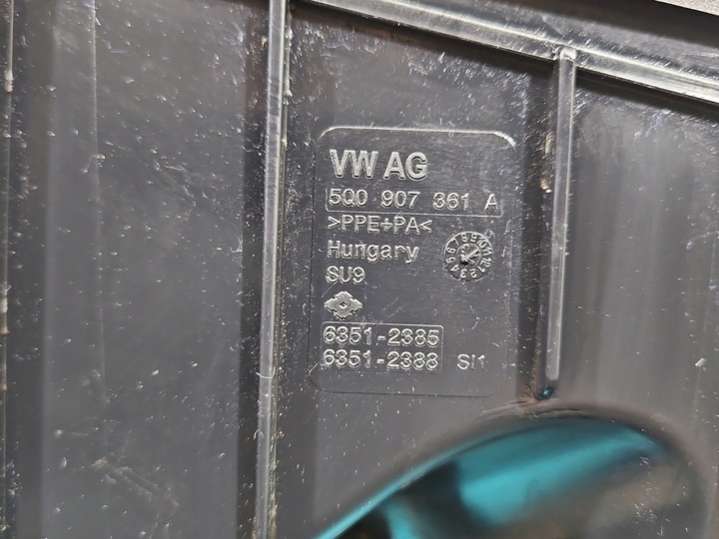 VW AG
5Q0 907 361 A
>PPE+PA<
Hungary
SU9
6351-2385
6351-2388 SI1